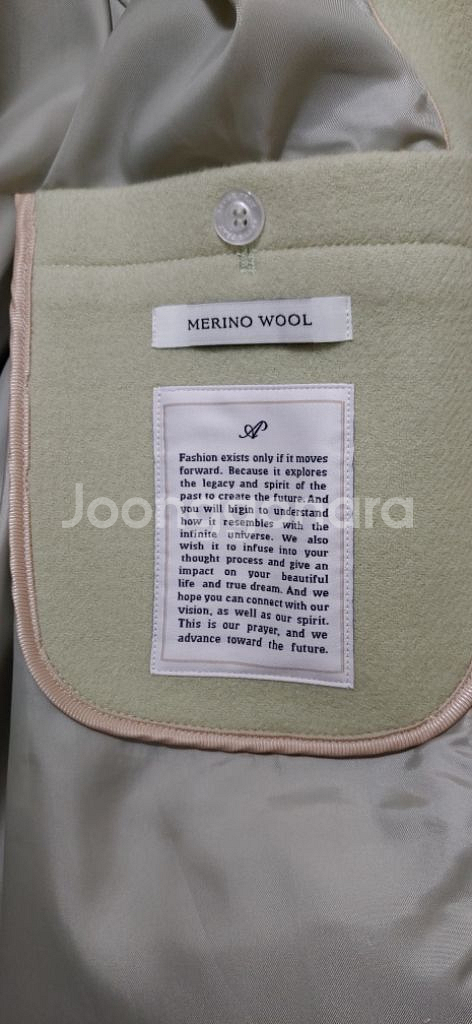 MERINO WOOL
AP
Fashion exists only if it moves
forward. Because it explores
the legacy and spirit of the
past to create the future. And
you will bigin to understand
how it resembles with the
infinite universe. We also
wish it to infuse into your
thought process and give an
impact on your beautiful
life and true dream. And we
hope you can connect with our
vision, as well as our spirit.
This is our prayer, and we
advance toward the future.